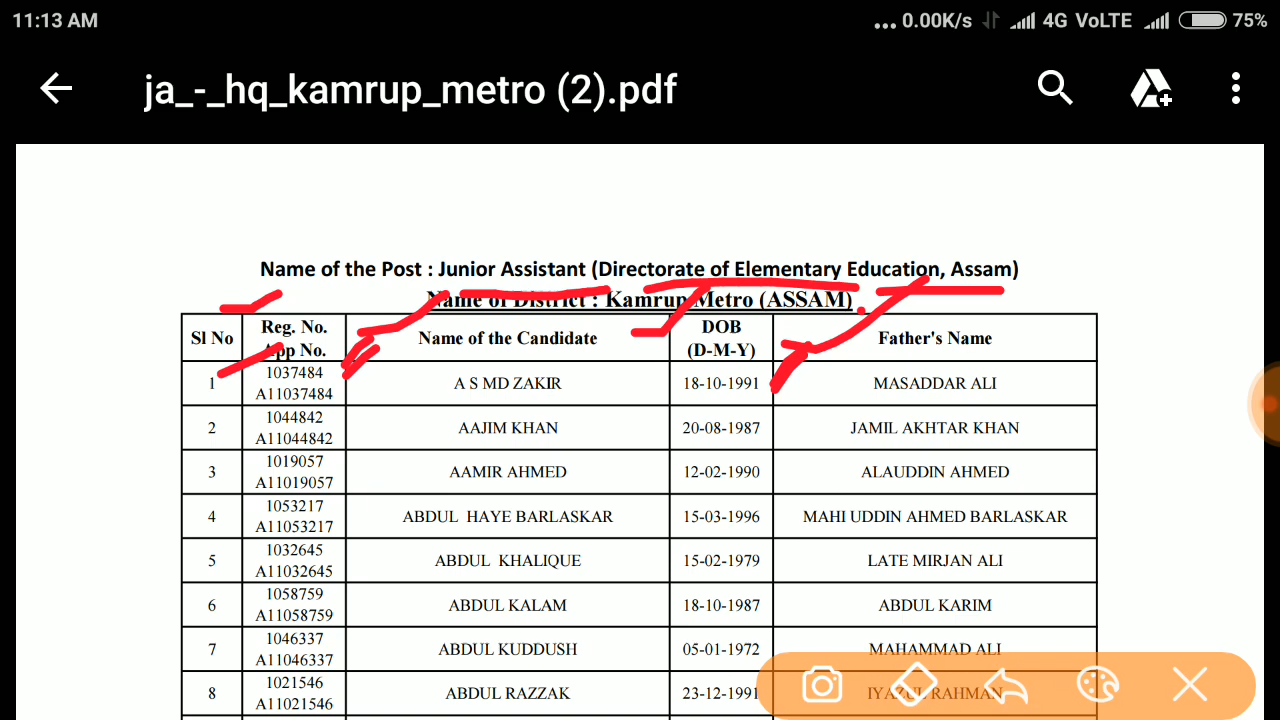 11:13 AM ... 0.00K/s 4G VoLTE 75%
ja_-_hq_kamrup_metro (2).pdf
Name of the Post : Junior Assistant (Directorate of Elementary Education, Assam)
Name of District : Kamrup Metro (ASSAM)
Sl No Reg. No. App No. Name of the Candidate DOB (D-M-Y) Father's Name
1 1037484 A11037484 A S MD ZAKIR 18-10-1991 MASADDAR ALI
2 1044842 A11044842 AAJIM KHAN 20-08-1987 JAMIL AKHTAR KHAN
3 1019057 A11019057 AAMIR AHMED 12-02-1990 ALAUDDIN AHMED
4 1053217 A11053217 ABDUL HAYE BARLASKAR 15-03-1996 MAHI UDDIN AHMED BARLASKAR
5 1032645 A11032645 ABDUL KHALIQUE 15-02-1979 LATE MIRJAN ALI
6 1058759 A11058759 ABDUL KALAM 18-10-1987 ABDUL KARIM
7 1046337 A11046337 ABDUL KUDDUSH 05-01-1972 MAHAMMAD ALI
8 1021546 A11021546 ABDUL RAZZAK 23-12-1991 IYAZUL RAHMAN